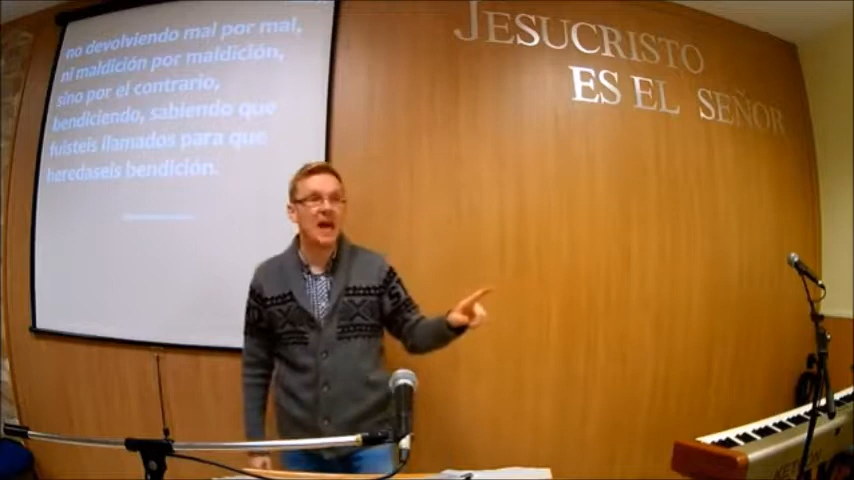 no devolviendo mal por mal,
ni maldición por maldición,
sino por el contrario,
bendiciendo, sabiendo que
fuisteis llamados para que
heredaseis bendición.
JESUCRISTO
ES EL SEÑOR